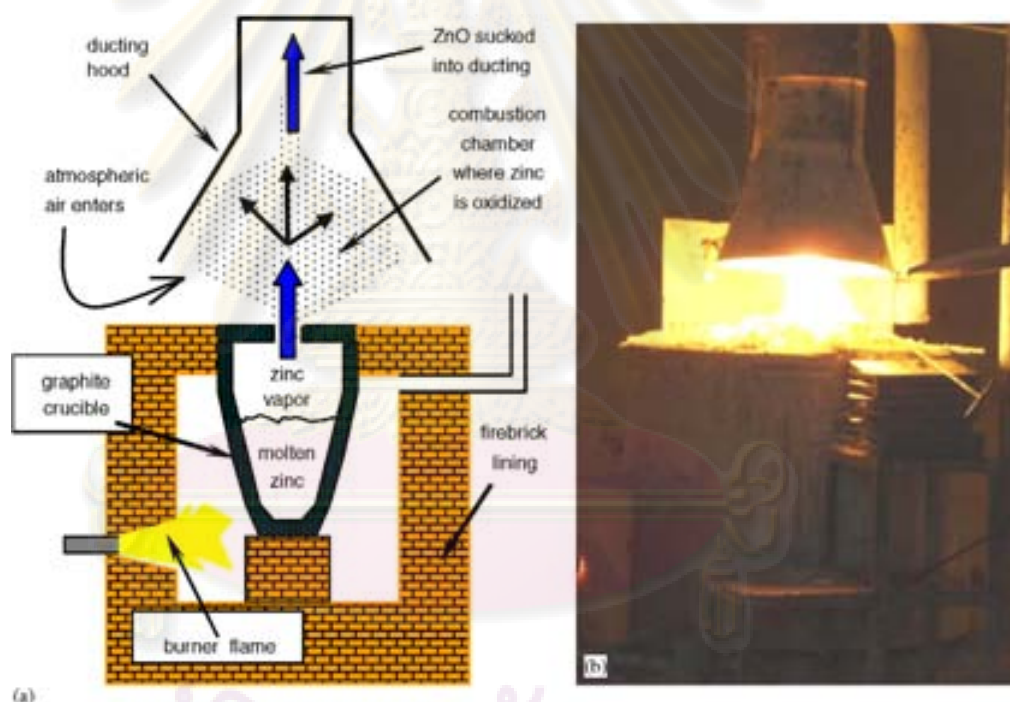 ducting
hood
ZnO sucked
into ducting
combustion
chamber
where zinc
is oxidized
atmospheric
air enters
graphite
crucible
zinc
vapor
molten
zinc
firebrick
lining
burner flame
(a)
(b)